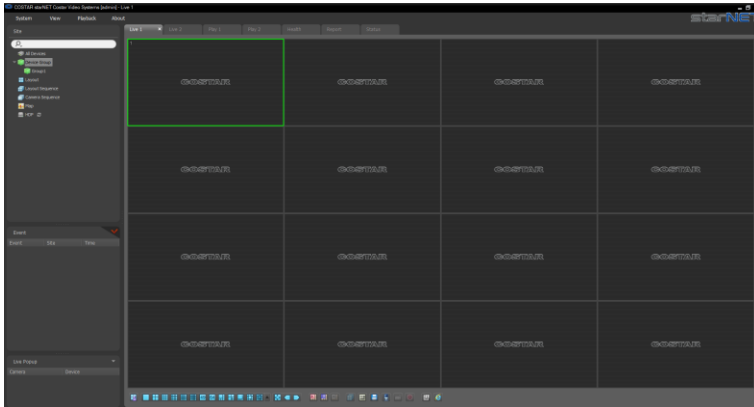 COSTAR starNET Costar Video Systems [admin] - Live 1
System View Playback About
starNET
Site
Live 1 Live 2 Play 1 Play 2 Health Report Status
All Devices
Device Group
Group1
Layout
Layout Sequence
Camera Sequence
Map
COSTAR COSTAR COSTAR COSTAR
COSTAR COSTAR COSTAR COSTAR
Event
Event Site Time
COSTAR COSTAR COSTAR COSTAR
COSTAR COSTAR COSTAR COSTAR
Live Popup
Camera Device